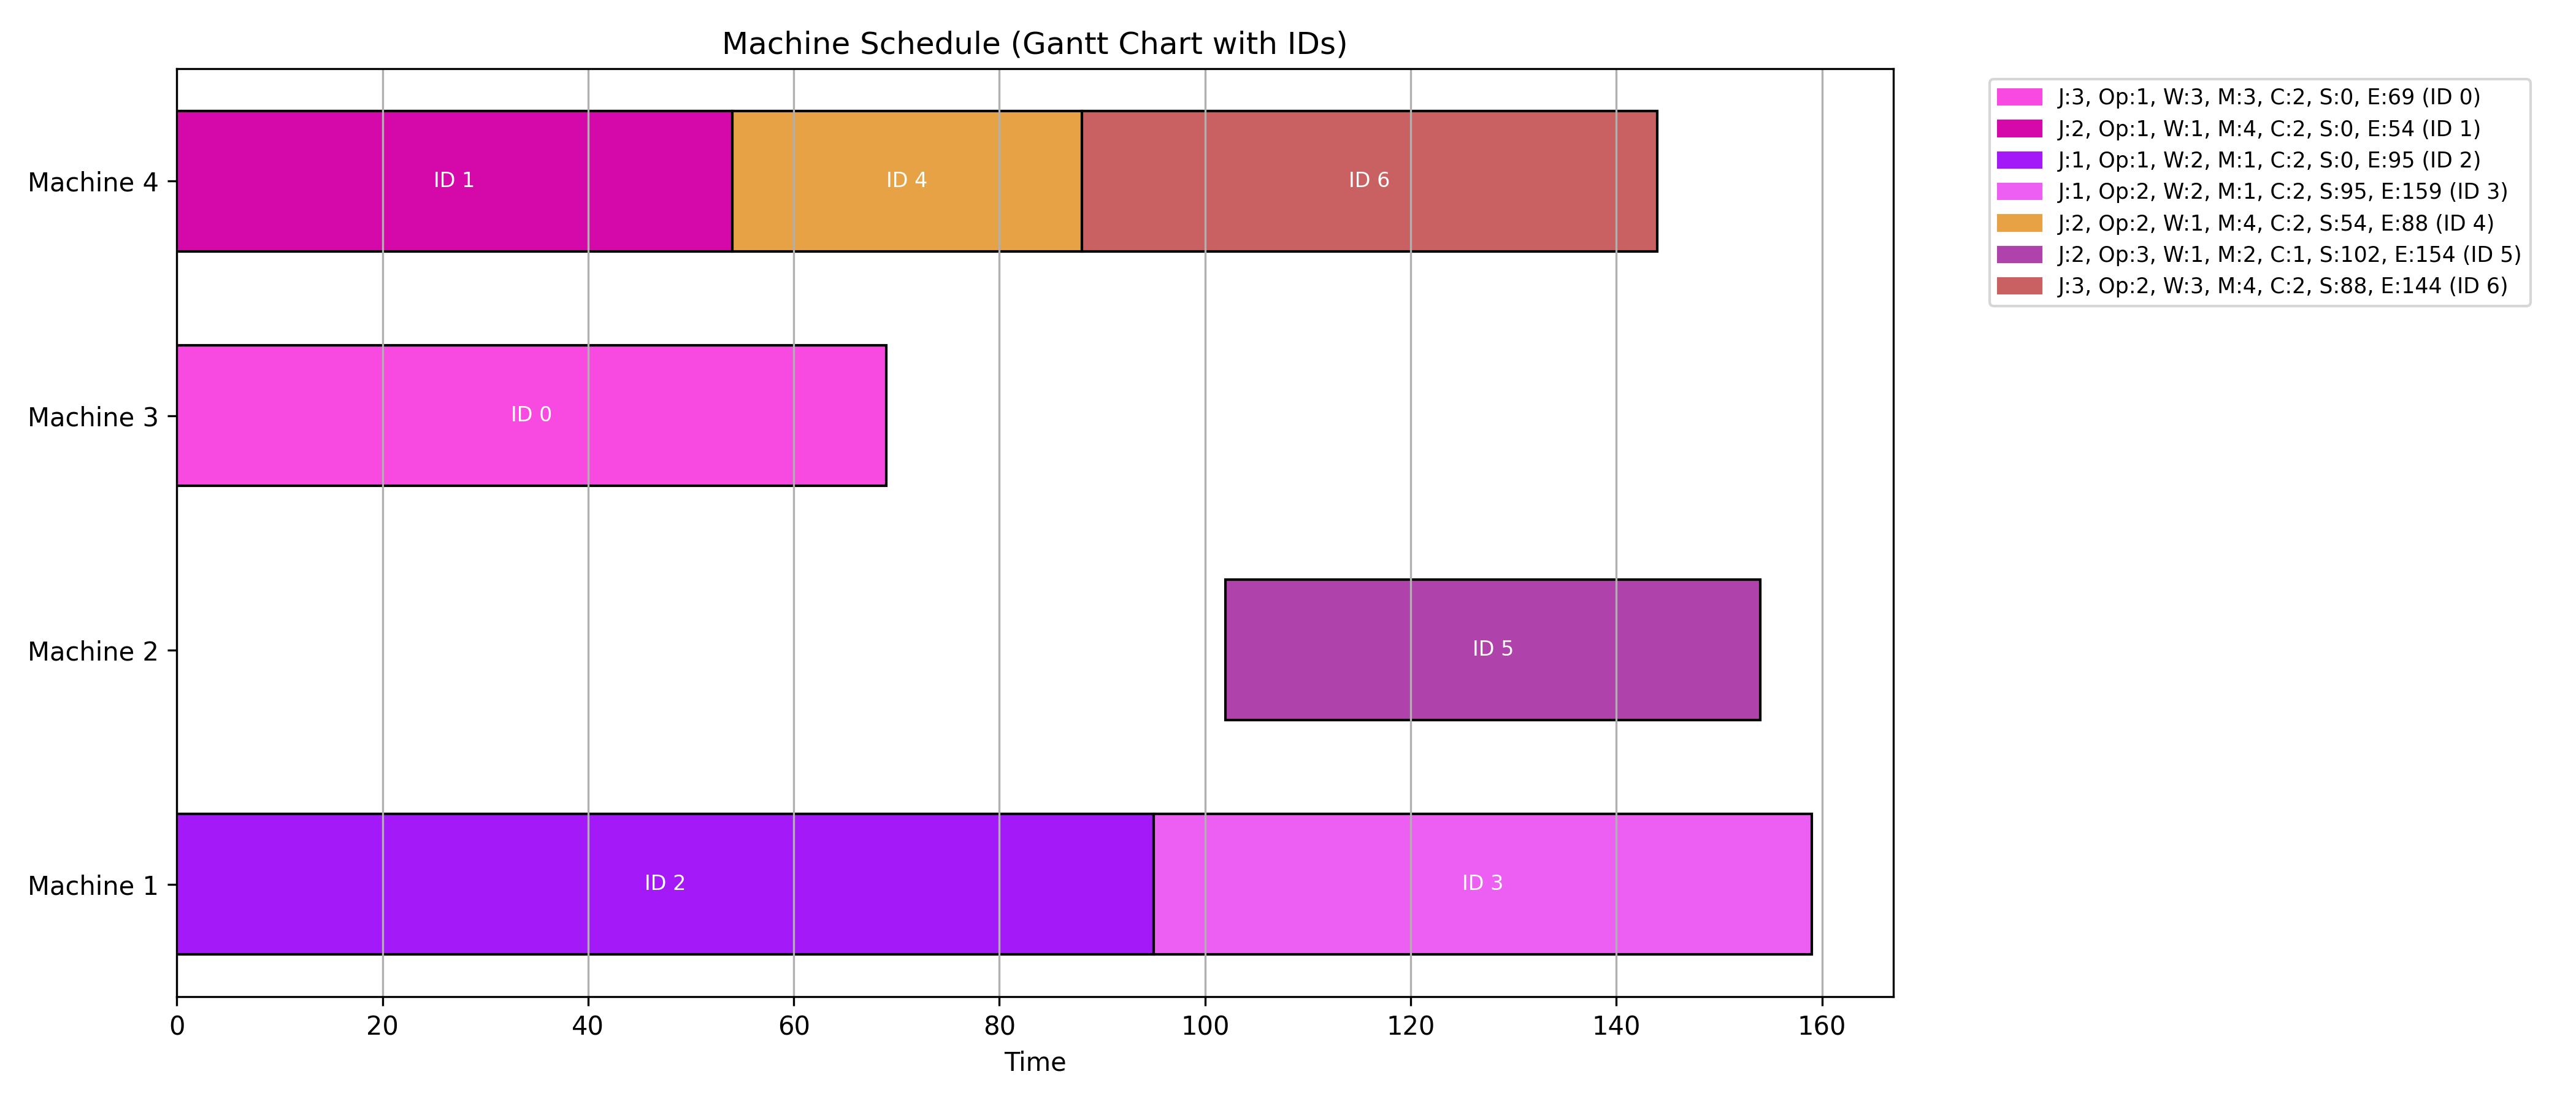 Machine Schedule (Gantt Chart with IDs)
J:3, Op:1, W:3, M:3, C:2, S:0, E:69 (ID 0)
J:2, Op:1, W:1, M:4, C:2, S:0, E:54 (ID 1)
J:1, Op:1, W:2, M:1, C:2, S:0, E:95 (ID 2)
J:1, Op:2, W:2, M:1, C:2, S:95, E:159 (ID 3)
J:2, Op:2, W:1, M:4, C:2, S:54, E:88 (ID 4)
J:2, Op:3, W:1, M:2, C:1, S:102, E:154 (ID 5)
J:3, Op:2, W:3, M:4, C:2, S:88, E:144 (ID 6)
Machine 4
ID 1
ID 4
ID 6
Machine 3
ID 0
Machine 2
ID 5
Machine 1
ID 2
ID 3
0 20 40 60 80 100 120 140 160
Time